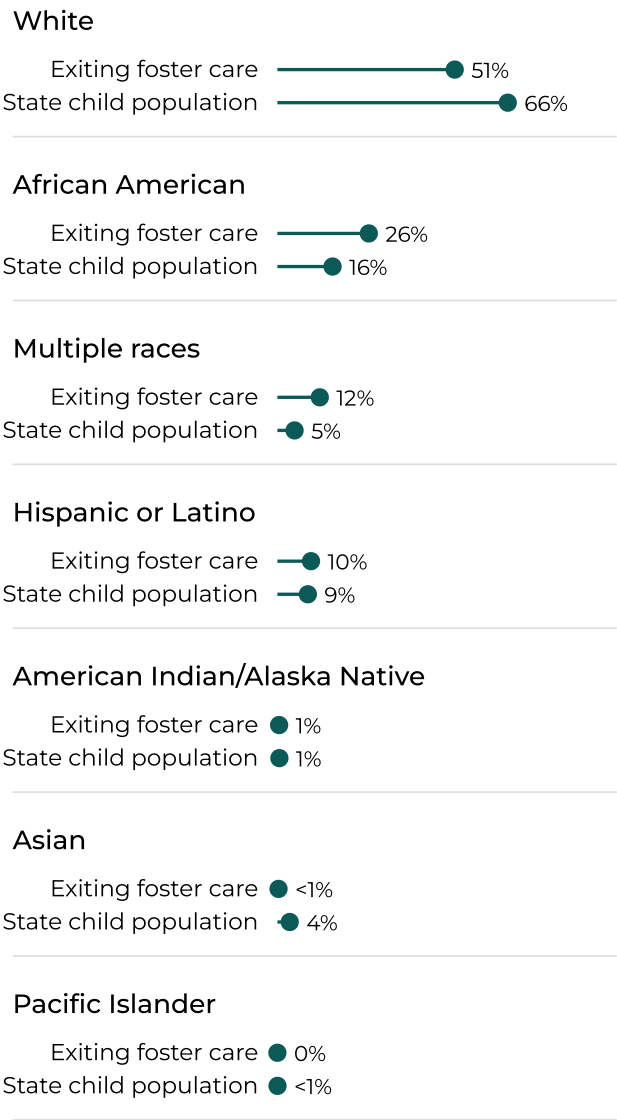 White
Exiting foster care 51%
State child population 66%
African American
Exiting foster care 26%
State child population 16%
Multiple races
Exiting foster care 12%
State child population 5%
Hispanic or Latino
Exiting foster care 10%
State child population 9%
American Indian/Alaska Native
Exiting foster care 1%
State child population 1%
Asian
Exiting foster care <1%
State child population 4%
Pacific Islander
Exiting foster care 0%
State child population <1%